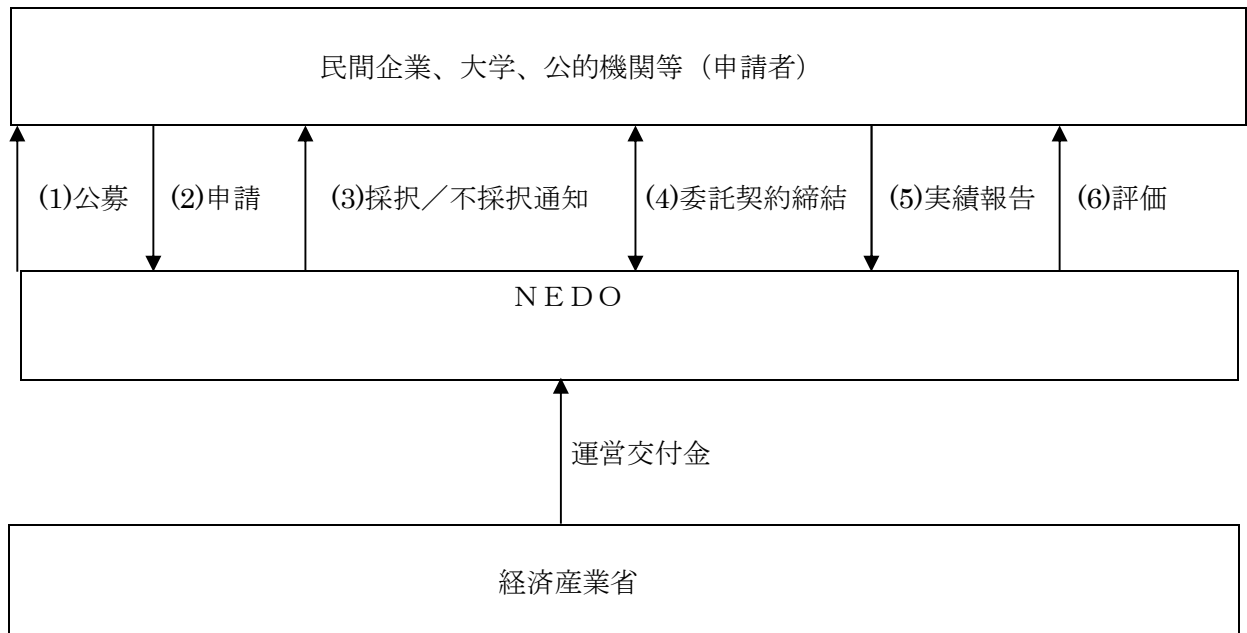 民間企業、大学、公的機関等（申請者）
(1)公募 (2)申請 (3)採択／不採択通知 (4)委託契約締結 (5)実績報告 (6)評価
ＮＥＤＯ
運営交付金
経済産業省